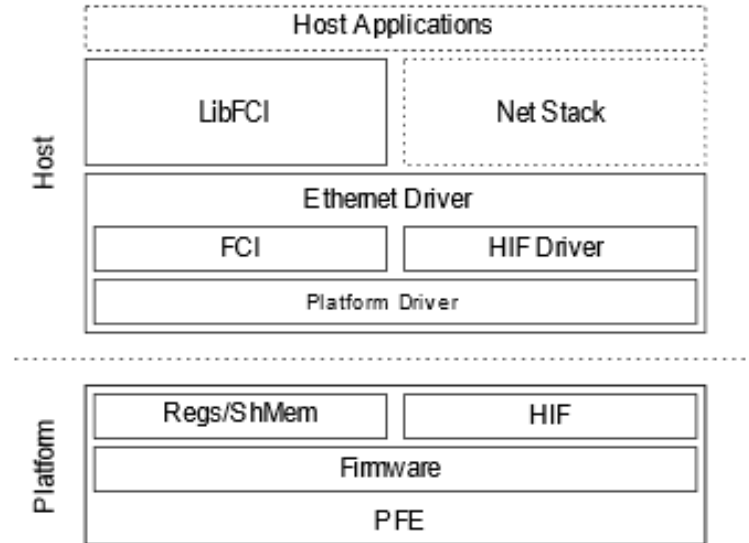 Host Applications
LibFCI
Net Stack
Host
Ethernet Driver
FCI
HIF Driver
Platform Driver
Platform
Regs/ShMem
HIF
Firmware
PFE